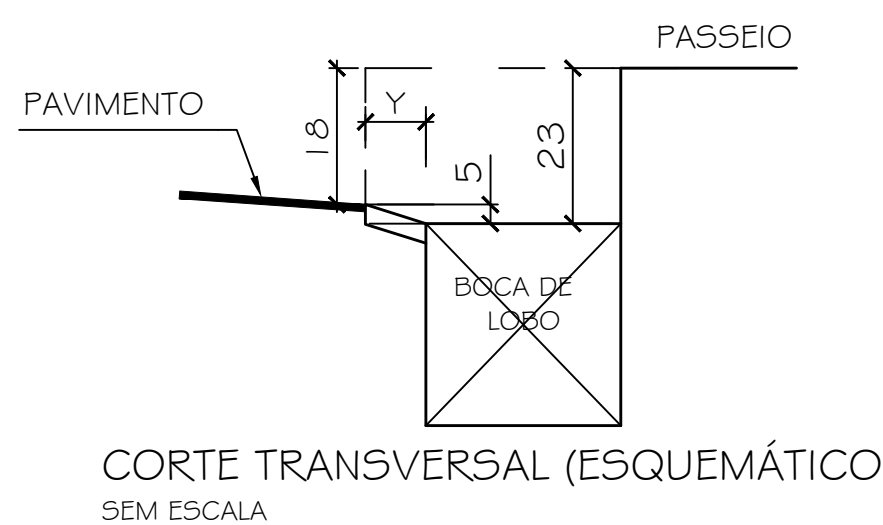 PASSEIO
PAVIMENTO
Y
18
5
23
BOCA DE
LOBO
CORTE TRANSVERSAL (ESQUEMÁTICO
SEM ESCALA